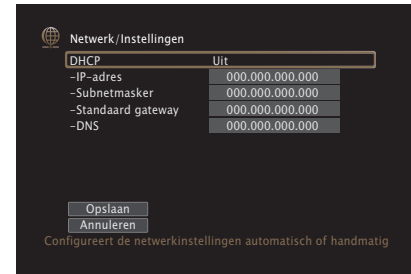 Netwerk/Instellingen
DHCP Uit
-IP-adres 000.000.000.000
-Subnetmasker 000.000.000.000
-Standaard gateway 000.000.000.000
-DNS 000.000.000.000
Opslaan
Annuleren
Configureert de netwerkinstellingen automatisch of handmatig